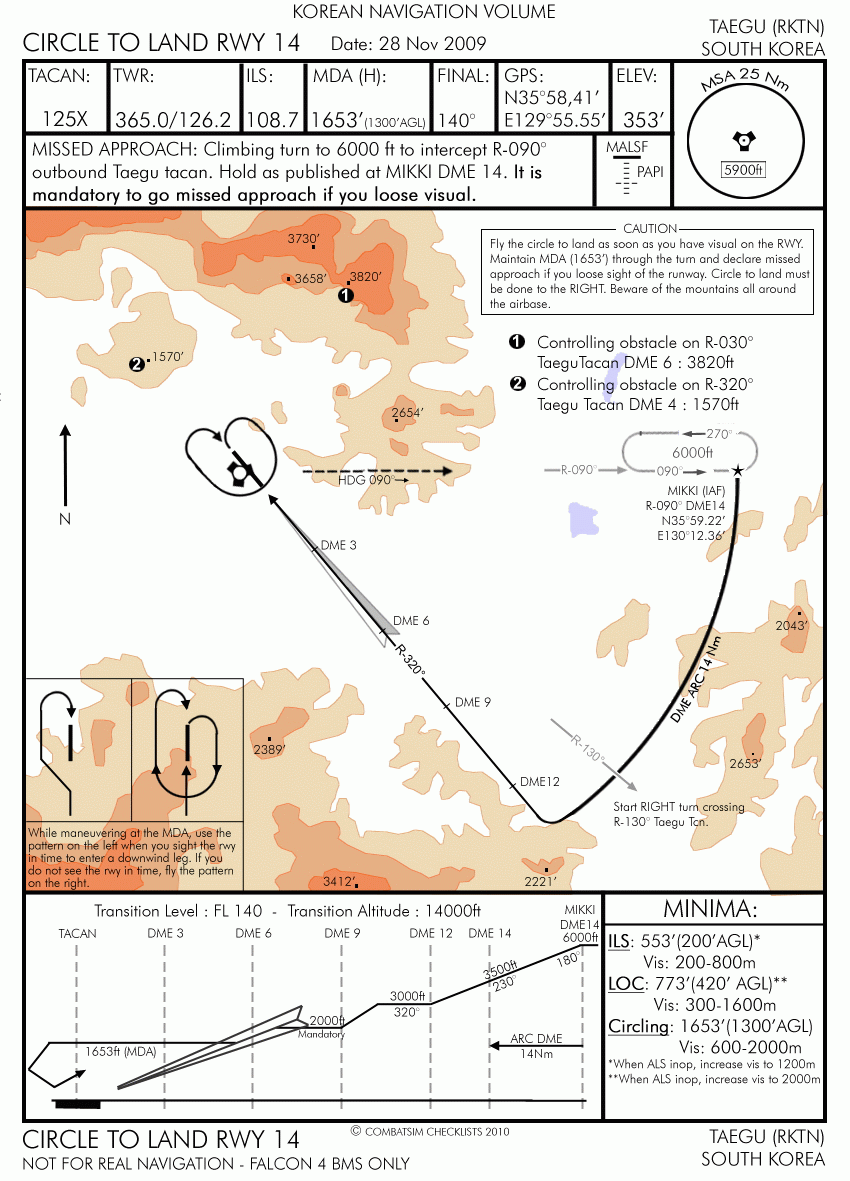 KOREAN NAVIGATION VOLUME
CIRCLE TO LAND RWY 14
Date: 28 Nov 2009
TAEGU (RKTN)
SOUTH KOREA
TACAN:
125X
TWR:
365.0/126.2
ILS:
108.7
MDA (H):
1653'(1300'AGL)
FINAL:
140°
GPS:
N35°58,41'
E129°55.55'
ELEV:
353'
MSA 25 Nm
5900ft
MISSED APPROACH: Climbing turn to 6000 ft to intercept R-090°
outbound Taegu tacan. Hold as published at MIKKI DME 14. It is
mandatory to go missed approach if you loose visual.
MALSF
PAPI
CAUTION
Fly the circle to land as soon as you have visual on the RWY.
Maintain MDA (1653') through the turn and declare missed
approach if you loose sight of the runway. Circle to land must
be done to the RIGHT. Beware of the mountains all around
the airbase.
3730'
3658'
3820'
1
2
1570'
1 Controlling obstacle on R-030°
TaeguTacan DME 6 : 3820ft
2 Controlling obstacle on R-320°
Taegu Tacan DME 4 : 1570ft
2654'
N
HDG 090°
270°
6000ft
R-090°
090°
MIKKI (IAF)
R-090° DME14
N35°59.22'
E130°12.36'
DME 3
DME 6
R-320°
DME 9
DME12
2043'
DME ARC 14 Nm
R-130°
2653'
2389'
Start RIGHT turn crossing
R-130° Taegu Tcn.
While maneuvering at the MDA, use the
pattern on the left when you sight the rwy
in time to enter a downwind leg. If you
do not see the rwy in time, fly the pattern
on the right.
3412'
2221'
Transition Level : FL 140 - Transition Altitude : 14000ft
TACAN
DME 3
DME 6
DME 9
DME 12
DME 14
MIKKI
DME14
6000ft
180°
3500ft
230°
3000ft
320°
2000ft
Mandatory
1653ft (MDA)
ARC DME
14Nm
MINIMA:
ILS: 553'(200'AGL)*
Vis: 200-800m
LOC: 773'(420' AGL)**
Vis: 300-1600m
Circling: 1653'(1300'AGL)
Vis: 600-2000m
*When ALS inop, increase vis to 1200m
**When ALS inop, increase vis to 2000m
CIRCLE TO LAND RWY 14
© COMBATSIM CHECKLISTS 2010
TAEGU (RKTN)
NOT FOR REAL NAVIGATION - FALCON 4 BMS ONLY
SOUTH KOREA